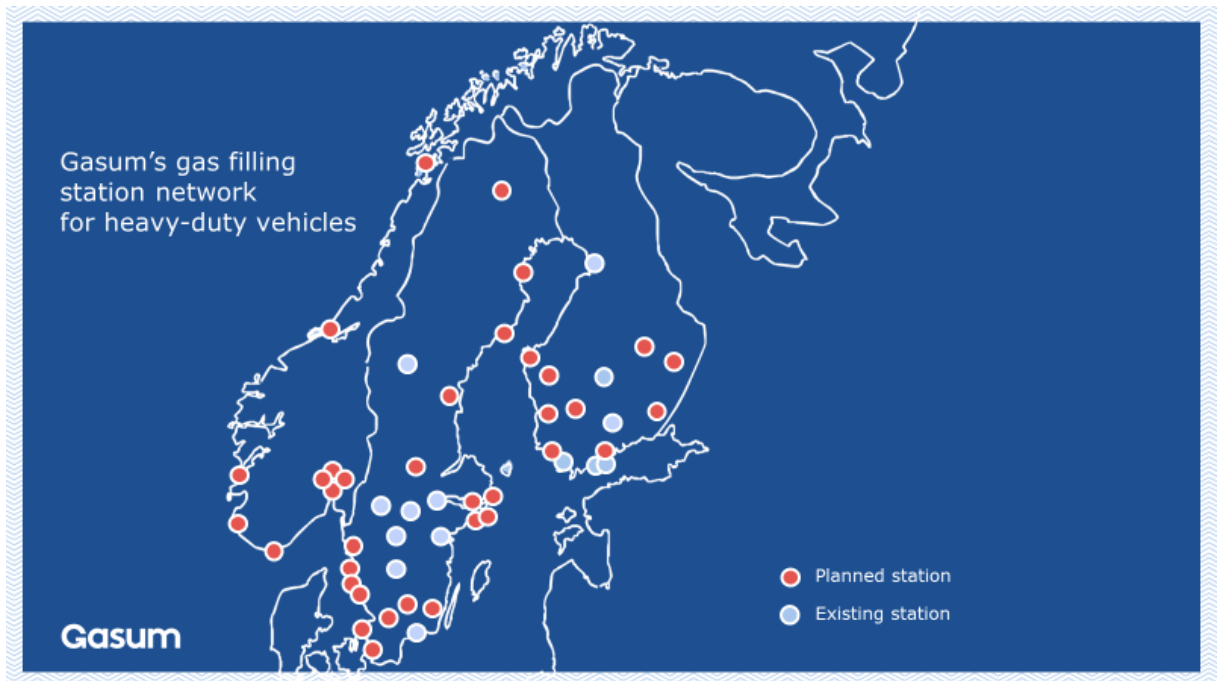 Gasum’s gas filling
station network
for heavy-duty vehicles
Planned station
Existing station
Gasum